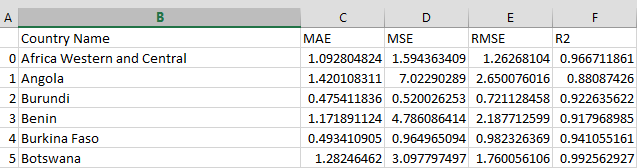 A B C D E F
Country Name MAE MSE RMSE R2
0 Africa Western and Central 1.092804824 1.594363409 1.26268104 0.966711861
1 Angola 1.420108311 7.02290289 2.650076016 0.88087426
2 Burundi 0.475411836 0.520026253 0.721128458 0.922635622
3 Benin 1.171891124 4.786086414 2.187712599 0.917968985
4 Burkina Faso 0.493410905 0.964965094 0.982326369 0.941055161
5 Botswana 1.28246462 3.097797497 1.760056106 0.992562927